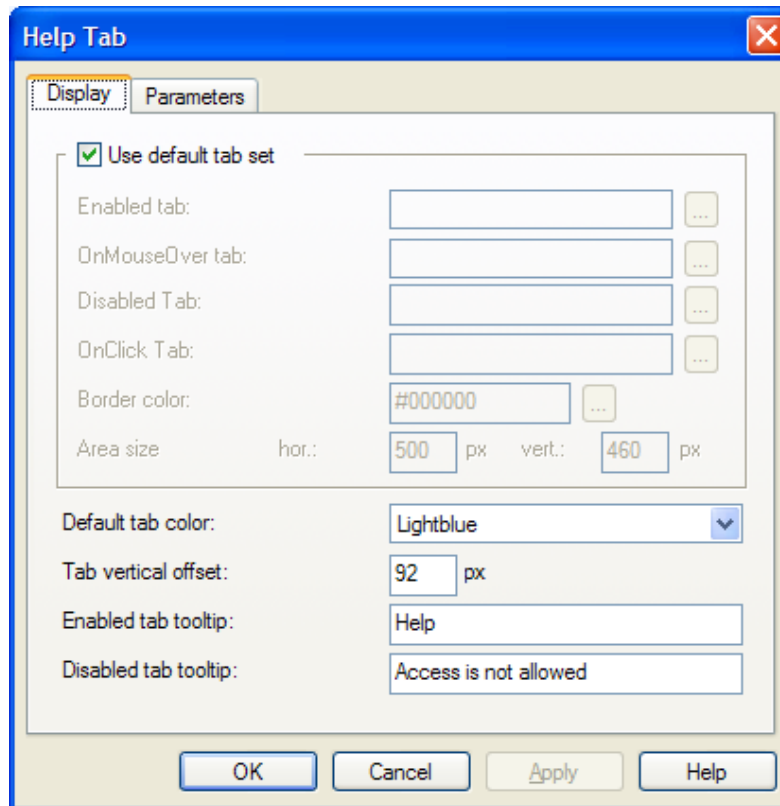 Help Tab
Display Parameters
Use default tab set
Enabled tab: ...
OnMouseOver tab: ...
Disabled Tab: ...
OnClick Tab: ...
Border color: #000000 ...
Area size hor.: 500 px vert.: 460 px
Default tab color: Lightblue
Tab vertical offset: 92 px
Enabled tab tooltip: Help
Disabled tab tooltip: Access is not allowed
OK Cancel Apply Help